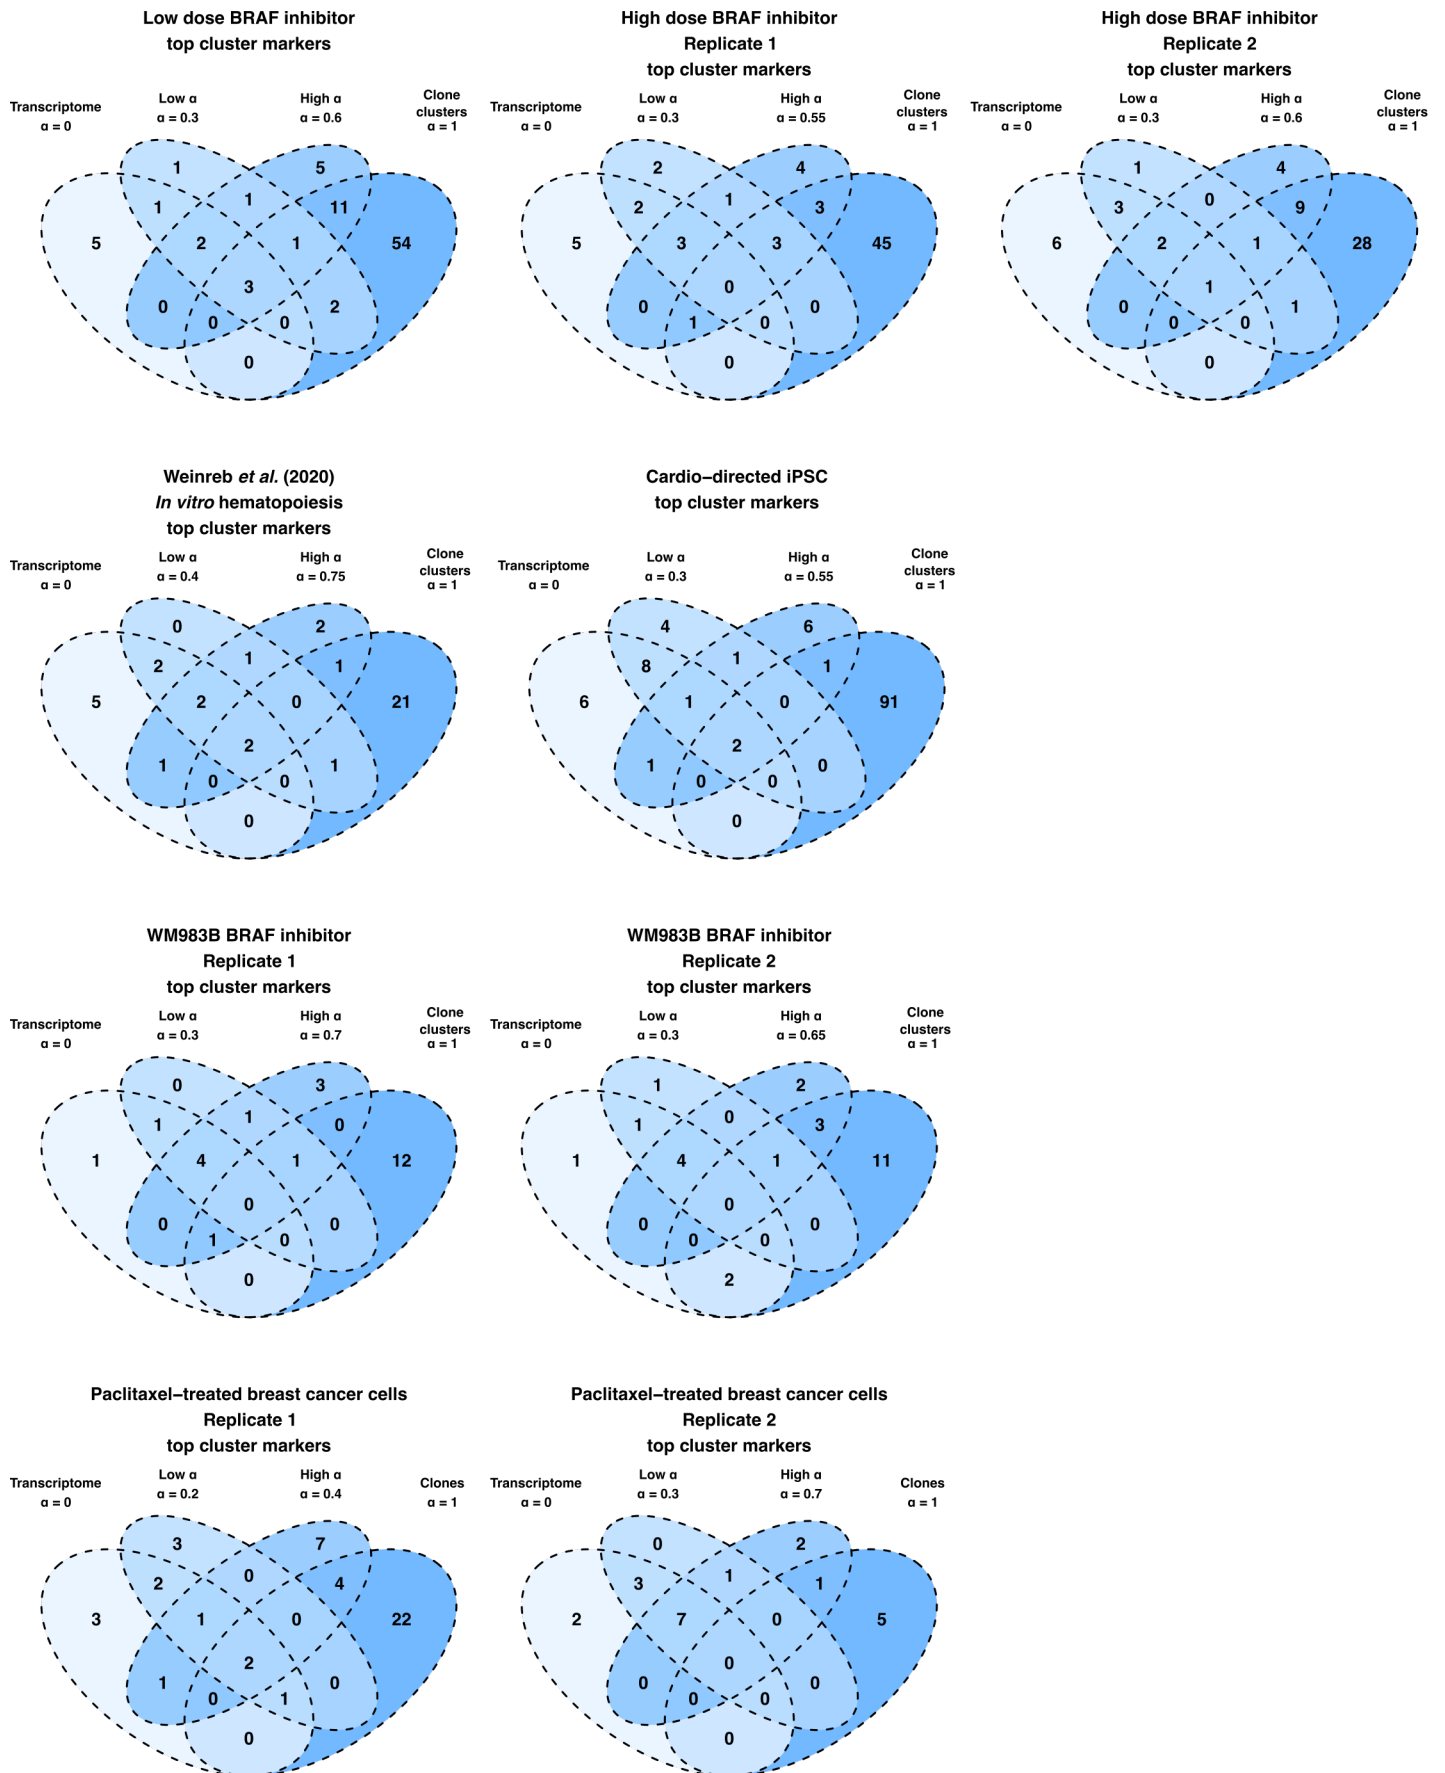 Low dose BRAF inhibitor
top cluster markers
Transcriptome
α = 0
Low α
α = 0.3
High α
α = 0.6
Clone
clusters
α = 1
1
5
1
1
11
5
2
1
54
3
0
2
0
0
0
High dose BRAF inhibitor
Replicate 1
top cluster markers
Transcriptome
α = 0
Low α
α = 0.3
High α
α = 0.55
Clone
clusters
α = 1
2
4
2
1
3
5
3
3
45
0
0
0
1
0
0
High dose BRAF inhibitor
Replicate 2
top cluster markers
Transcriptome
α = 0
Low α
α = 0.3
High α
α = 0.6
Clone
clusters
α = 1
1
4
3
0
9
6
2
1
28
1
0
1
0
0
0
Weinreb et al. (2020)
In vitro hematopoiesis
top cluster markers
Transcriptome
α = 0
Low α
α = 0.4
High α
α = 0.75
Clone
clusters
α = 1
0
2
2
1
1
5
2
0
21
2
1
1
0
0
0
Cardio−directed iPSC
top cluster markers
Transcriptome
α = 0
Low α
α = 0.3
High α
α = 0.55
Clone
clusters
α = 1
4
6
8
1
1
6
1
0
91
2
1
0
0
0
0
WM983B BRAF inhibitor
Replicate 1
top cluster markers
Transcriptome
α = 0
Low α
α = 0.3
High α
α = 0.7
Clone
clusters
α = 1
0
3
1
1
0
1
4
1
12
0
0
0
1
0
0
WM983B BRAF inhibitor
Replicate 2
top cluster markers
Transcriptome
α = 0
Low α
α = 0.3
High α
α = 0.65
Clone
clusters
α = 1
1
2
1
0
3
1
4
1
11
0
0
0
0
0
2
Paclitaxel−treated breast cancer cells
Replicate 1
top cluster markers
Transcriptome
α = 0
Low α
α = 0.2
High α
α = 0.4
Clones
α = 1
3
7
2
0
4
3
1
0
22
2
1
0
0
1
0
Paclitaxel−treated breast cancer cells
Replicate 2
top cluster markers
Transcriptome
α = 0
Low α
α = 0.3
High α
α = 0.7
Clones
α = 1
0
2
3
1
1
2
7
0
5
0
0
0
0
0
0